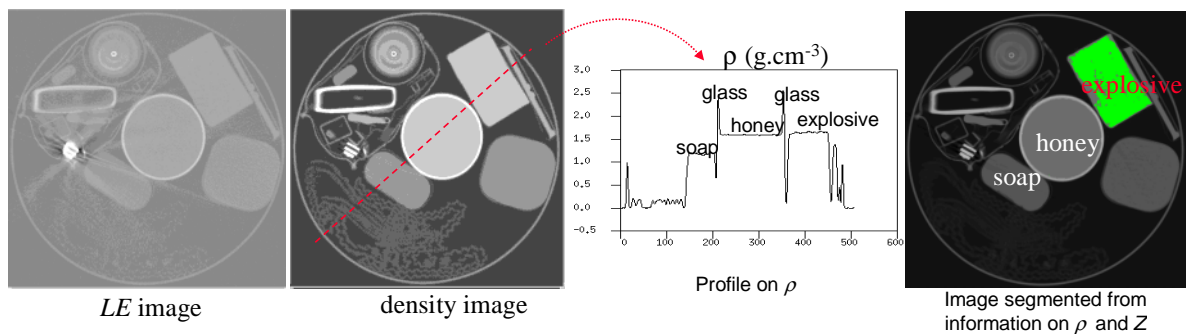 LE image
density image
ρ (g.cm-3)
3.0
2.5
2.0
1.5
1.0
0.5
0.0
-0.5
0
100
200
300
400
500
600
glass
glass
honey
explosive
soap
Profile on ρ
explosive
honey
soap
Image segmented from
information on ρ and Z